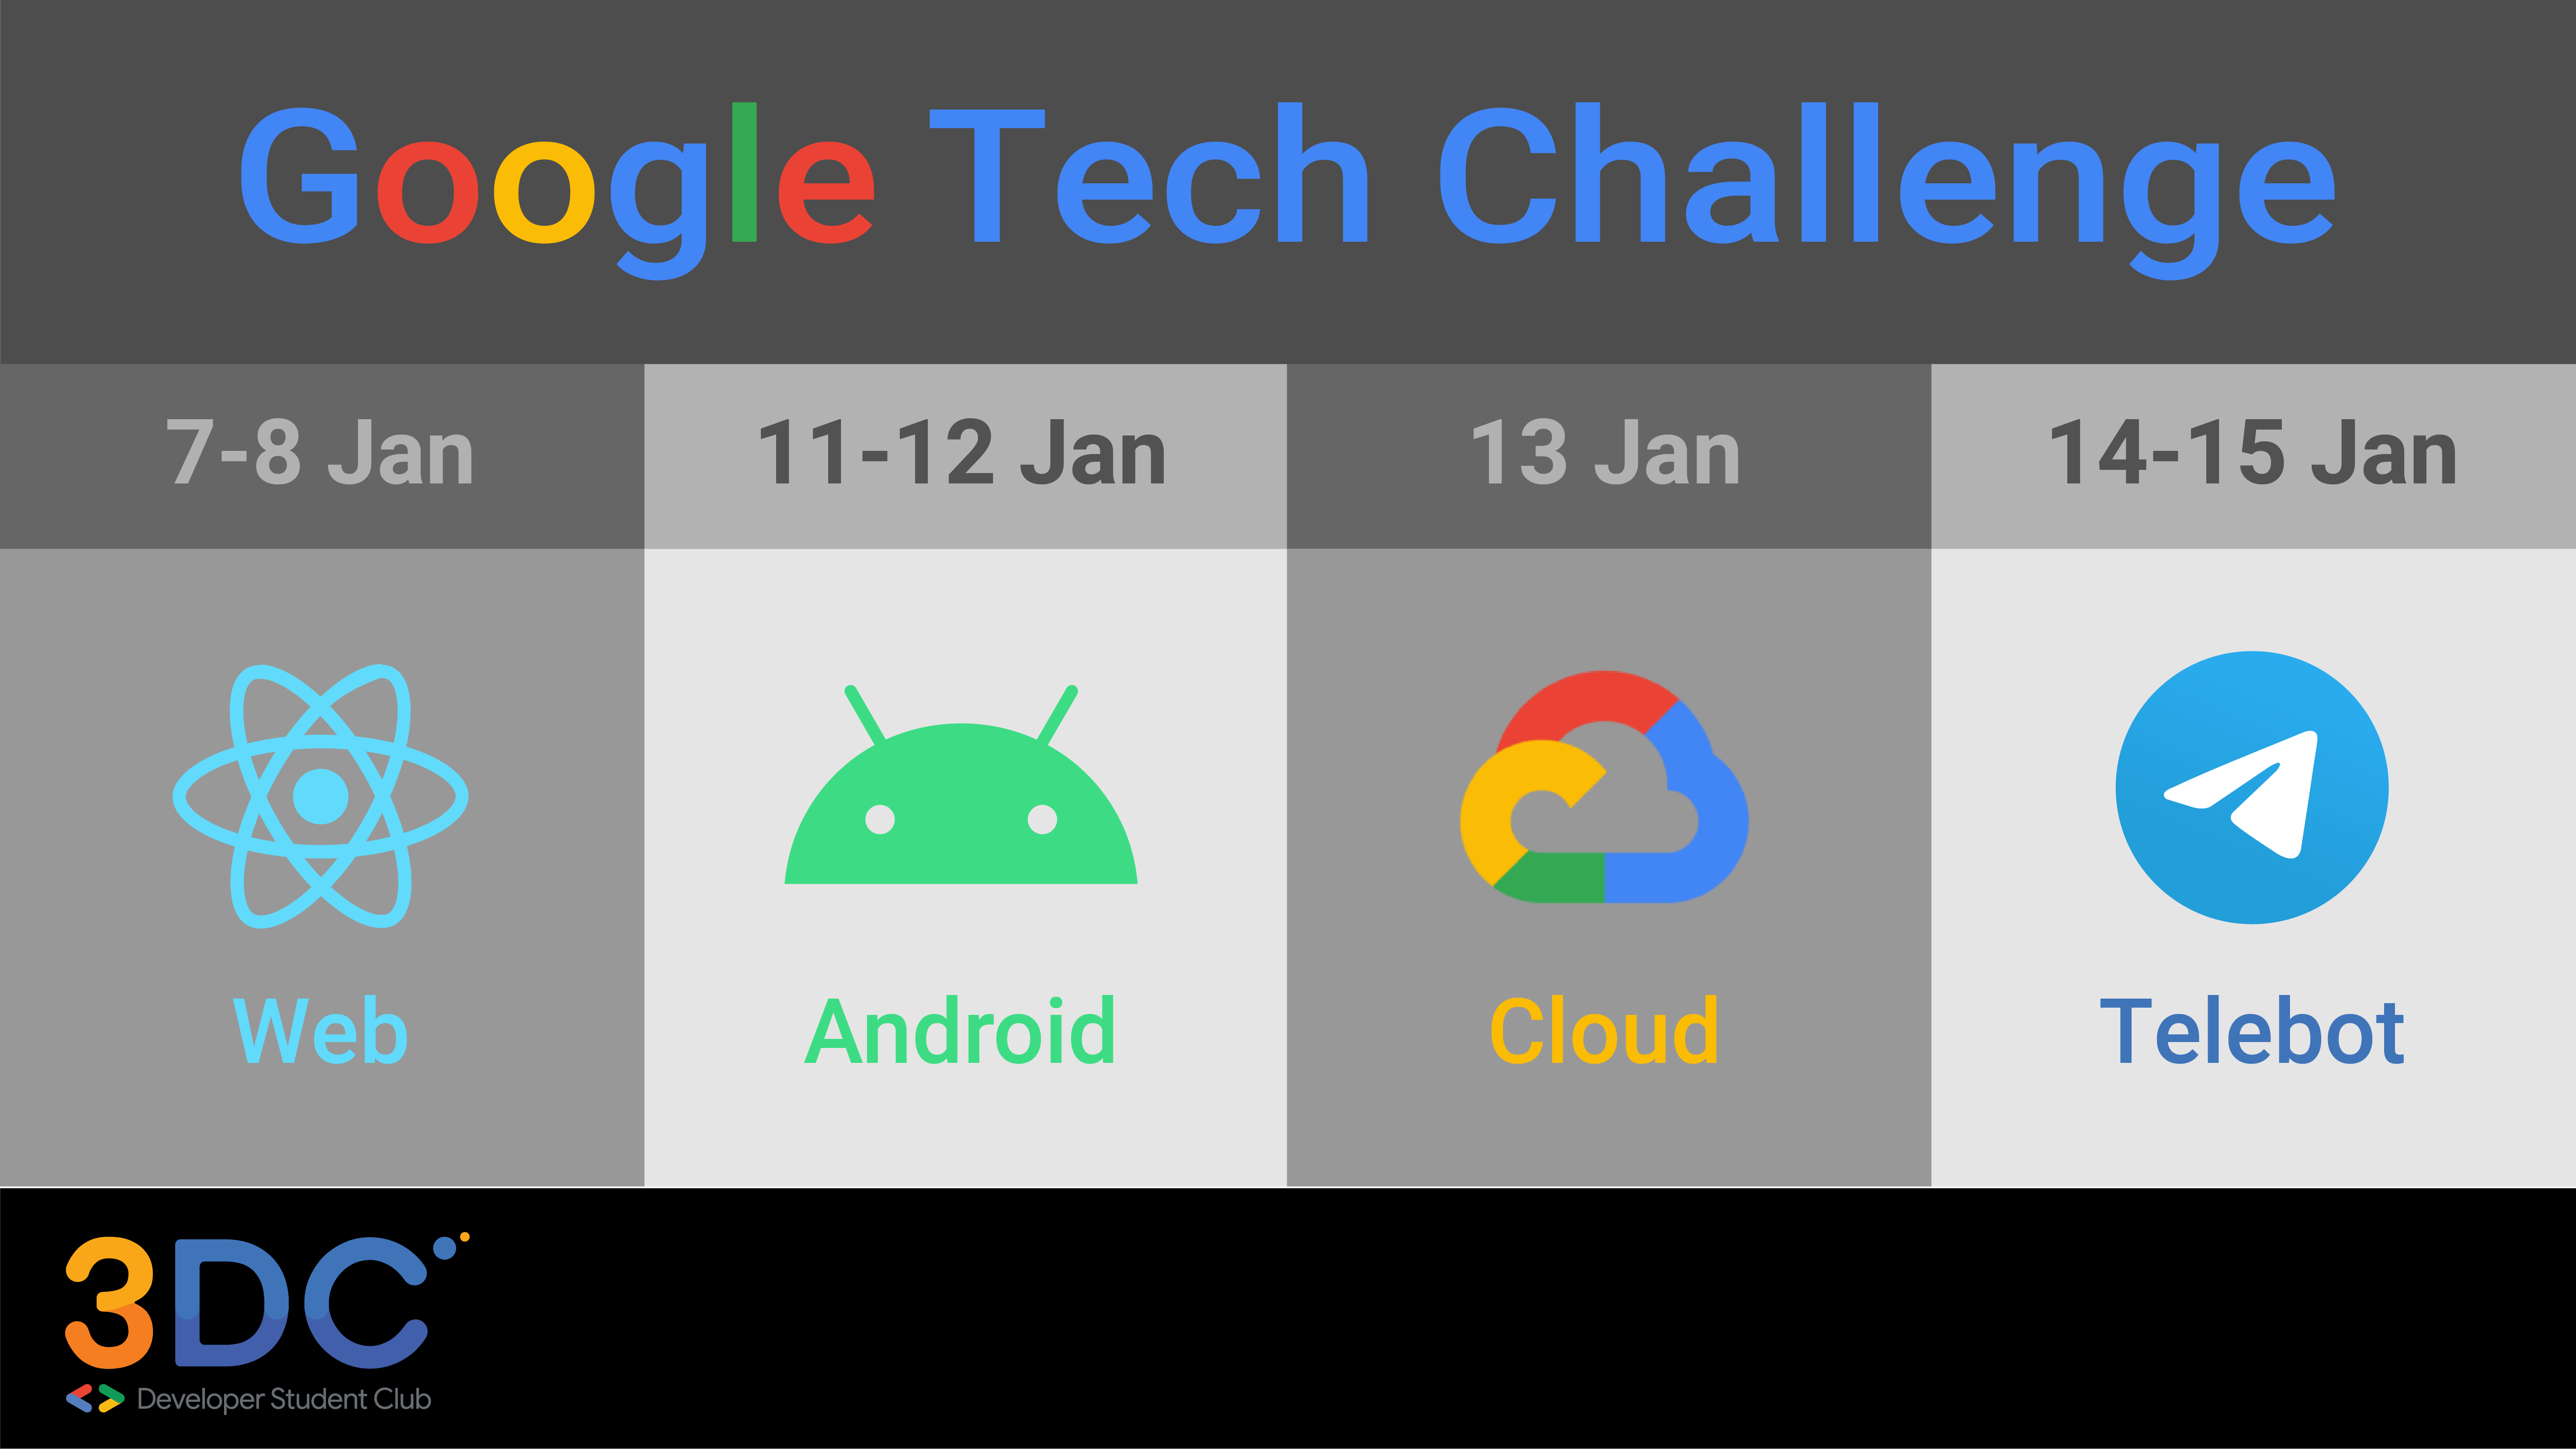 Google Tech Challenge
7-8 Jan
11-12 Jan
13 Jan
14-15 Jan
Web
Android
Cloud
Telebot
3DC
Developer Student Club